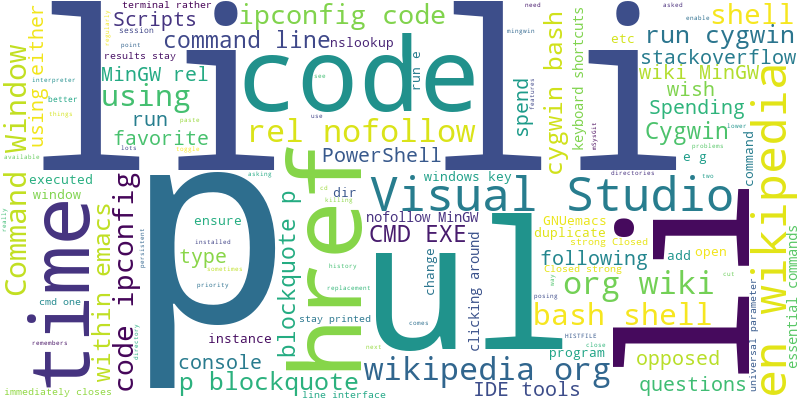 terminal rather
Scripts
ipconfig code
shell
need
asked
enable
regularly
session
point
command line
nslookup
mingwin
run cygwin
results stay
run e
etc
stackoverflow
Command Window
using either
interpreter
better
things
MinGW rel
code
li
li
cygwin bash
keyboard shortcuts
wiki MinGW
wish
using
see
use
spend
features
Spending
available
run
paste
rel nofollow
mSysGit
Cygwin
lower
favorite
lots
logging
problems
PowerShell
e g
two
command
en wikipedia
executed
asking
windows key
directories
window
cd
killing
dir
Visual Studio
time
p
href
ul
I
code ipconfig
within emacs
ensure
nofollow MinGW
GNUemacs
add
open
really
persistent
installed
type
CMD EXE
duplicate
strong Closed
following
sometimes
history
Closed strong
org wiki
cmd one
priority
replacement
change
clicking around
way
cut
universal parameter
essential commands
blockquote p
stay printed
comes
posing
bash shell
instance
HISTFILE
remembers
directory
console
next
close
program
opposed
wikipedia org
immediately closes
p blockquote
line interface
IDE tools
questions